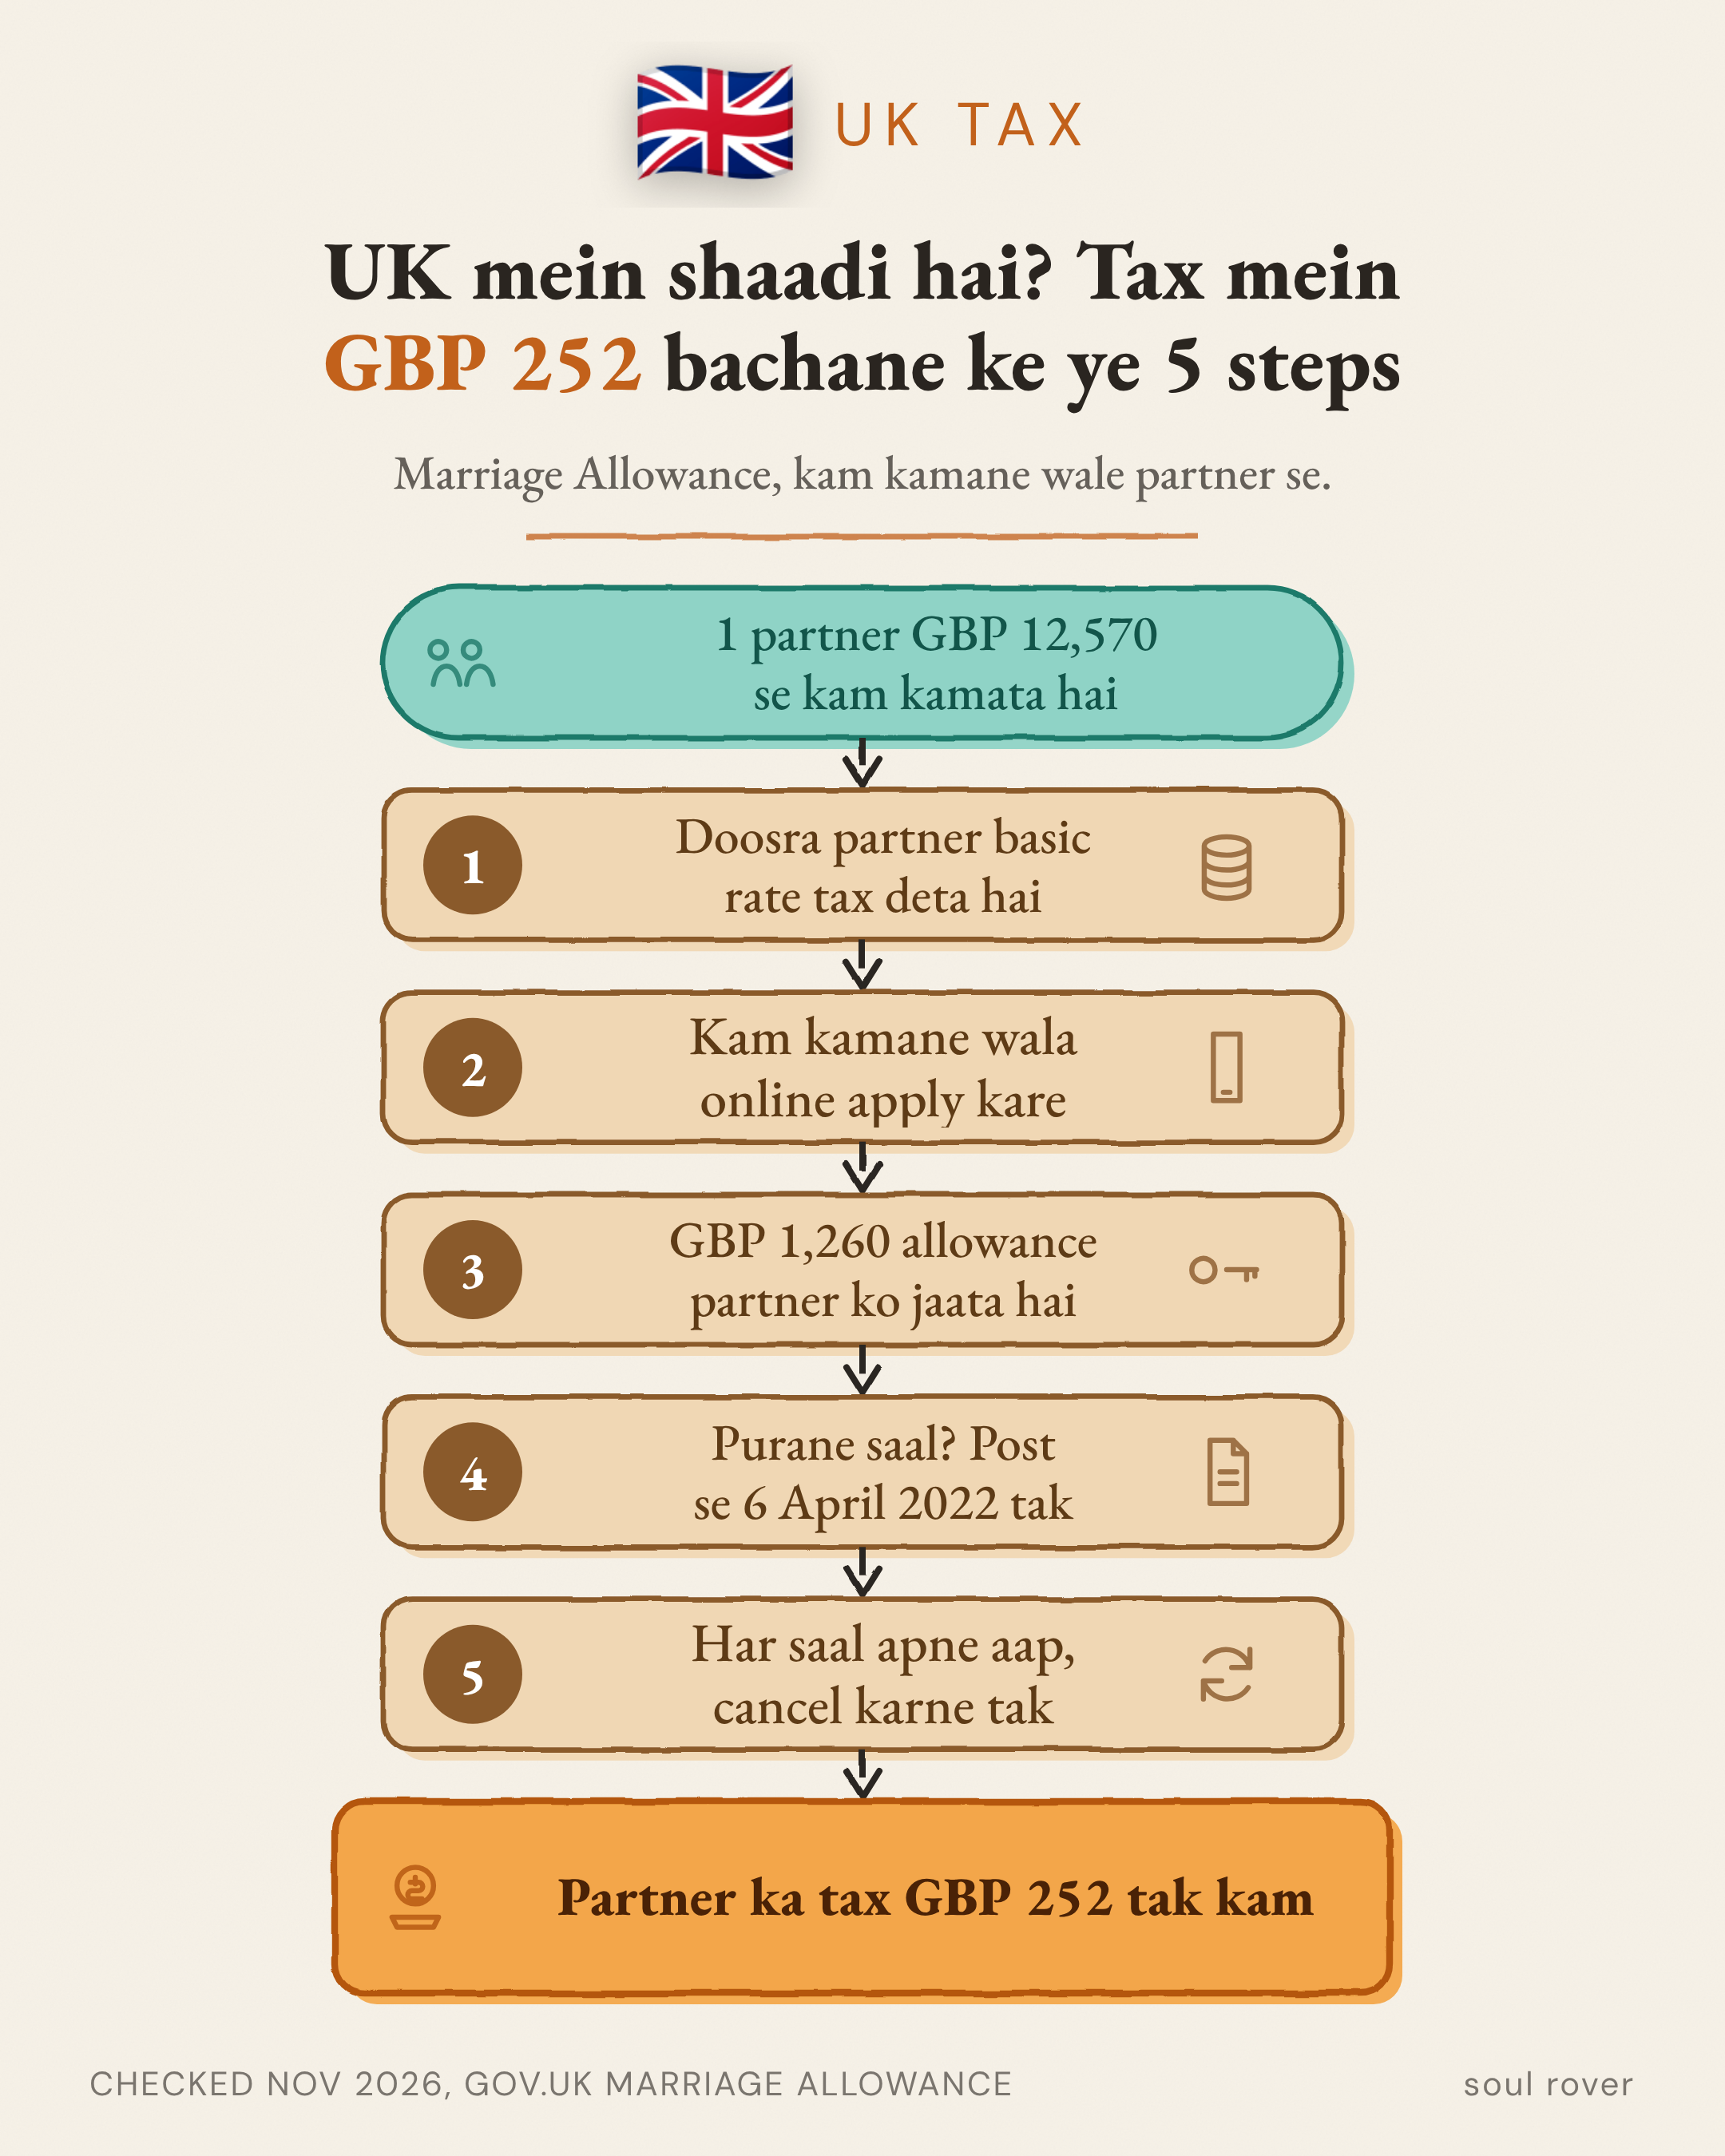 UK TAX
UK mein shaadi hai? Tax mein
GBP 252 bachane ke ye 5 steps
Marriage Allowance, kam kamane wale partner se.
1 partner GBP 12,570
se kam kamata hai
1
Doosra partner basic
rate tax deta hai
2
Kam kamane wala
online apply kare
3
GBP 1,260 allowance
partner ko jaata hai
4
Purane saal? Post
se 6 April 2022 tak
5
Har saal apne aap,
cancel karne tak
Partner ka tax GBP 252 tak kam
CHECKED NOV 2026, GOV.UK MARRIAGE ALLOWANCE
soul rover